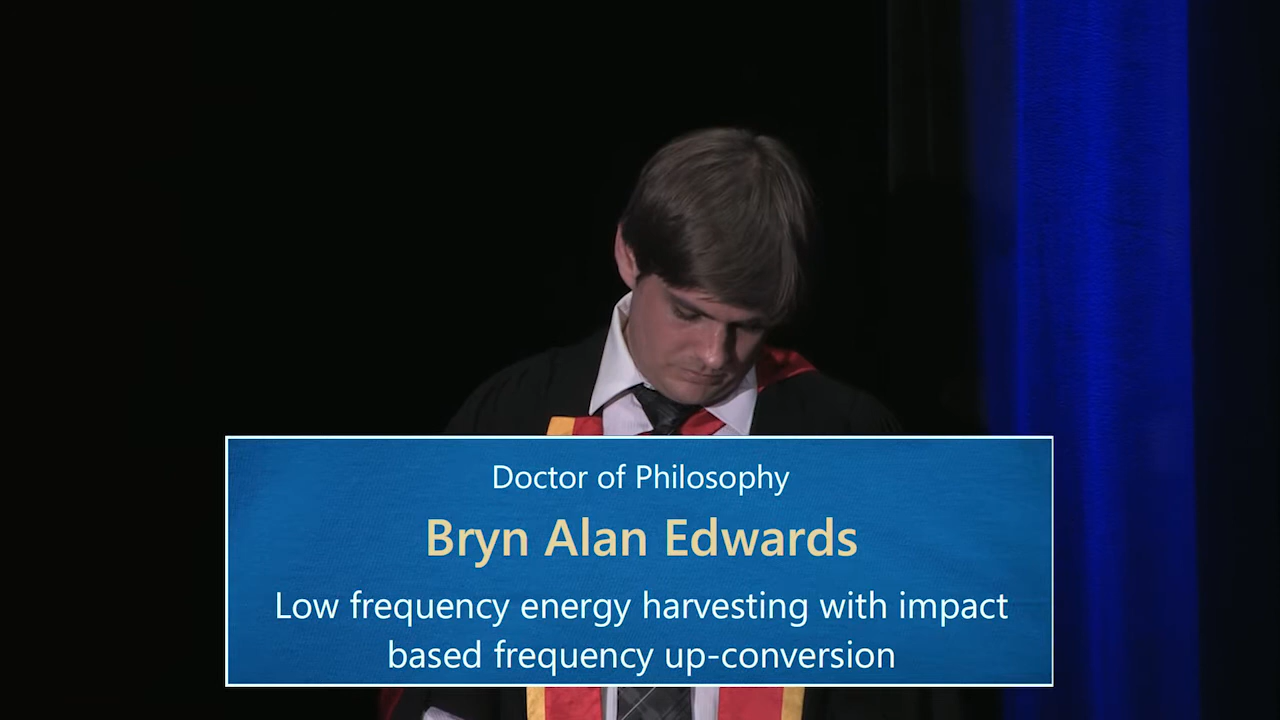 Doctor of Philosophy
Bryn Alan Edwards
Low frequency energy harvesting with impact
based frequency up-conversion